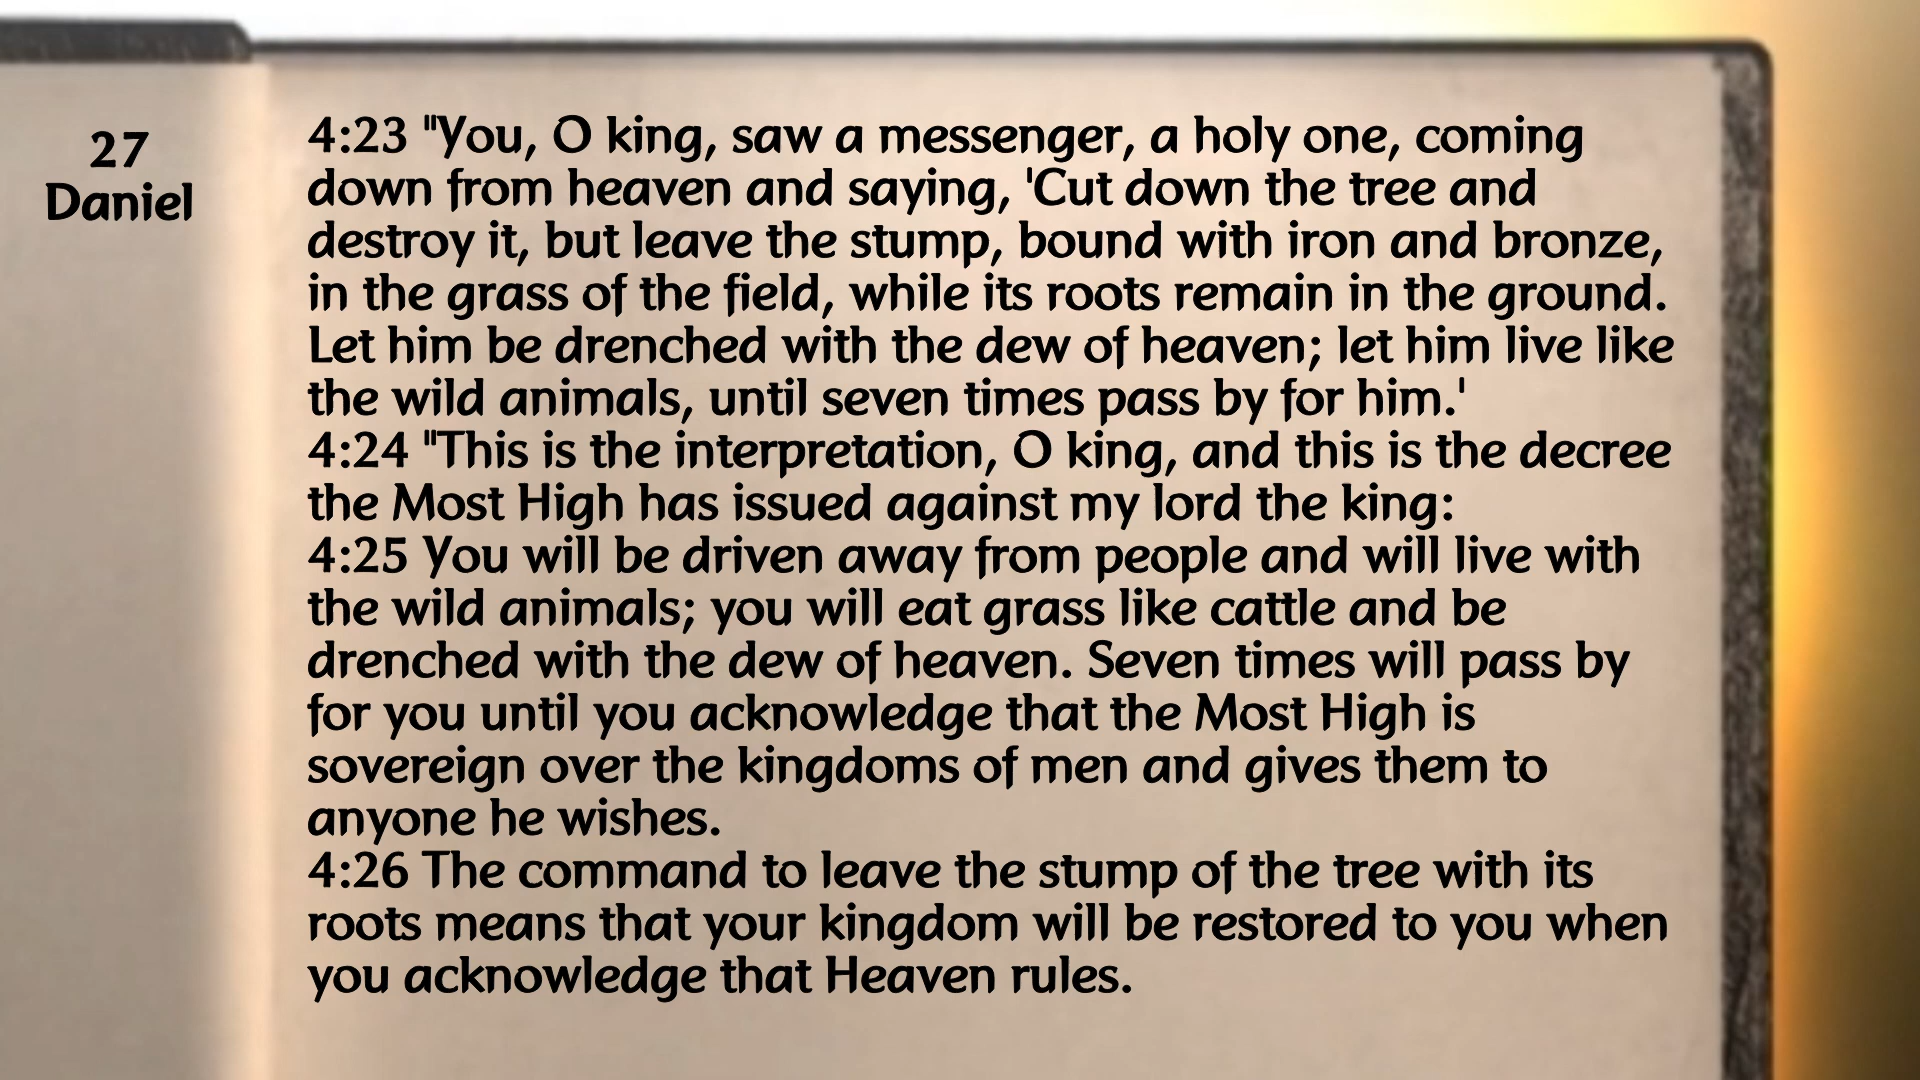 27
Daniel
4:23 "You, O king, saw a messenger, a holy one, coming
down from heaven and saying, 'Cut down the tree and
destroy it, but leave the stump, bound with iron and bronze,
in the grass of the field, while its roots remain in the ground.
Let him be drenched with the dew of heaven; let him live like
the wild animals, until seven times pass by for him.'
4:24 "This is the interpretation, O king, and this is the decree
the Most High has issued against my lord the king:
4:25 You will be driven away from people and will live with
the wild animals; you will eat grass like cattle and be
drenched with the dew of heaven. Seven times will pass by
for you until you acknowledge that the Most High is
sovereign over the kingdoms of men and gives them to
anyone he wishes.
4:26 The command to leave the stump of the tree with its
roots means that your kingdom will be restored to you when
you acknowledge that Heaven rules.